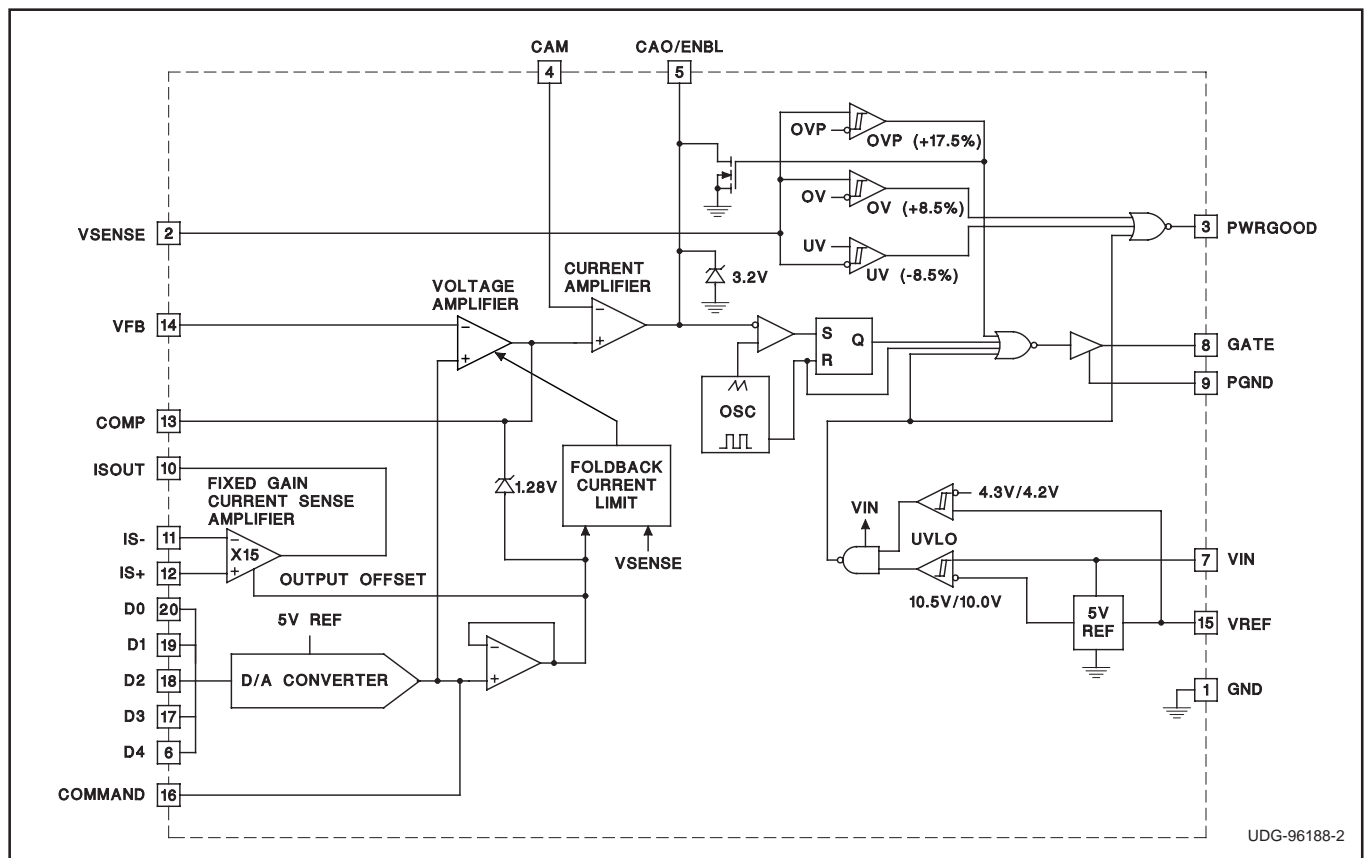 CAM
CAO/ENBL
4
5
OVP
OVP (+17.5%)
OV
OV (+8.5%)
VSENSE
2
3
PWRGOOD
UV
UV (-8.5%)
3.2V
CURRENT
AMPLIFIER
VOLTAGE
AMPLIFIER
VFB
14
-
+
-
+
S
Q
R
8
GATE
9
PGND
OSC
COMP
13
ISOUT
10
FIXED GAIN
CURRENT SENSE
AMPLIFIER
1.28V
FOLDBACK
CURRENT
LIMIT
VSENSE
4.3V/4.2V
VIN
UVLO
10.5V/10.0V
IS-
11
-
X15
IS+
12
+
OUTPUT OFFSET
7
VIN
5V
REF
15
VREF
D0
20
5V REF
D1
19
D2
18
D/A CONVERTER
-
+
D3
17
D4
6
1
GND
COMMAND
16
UDG-96188-2